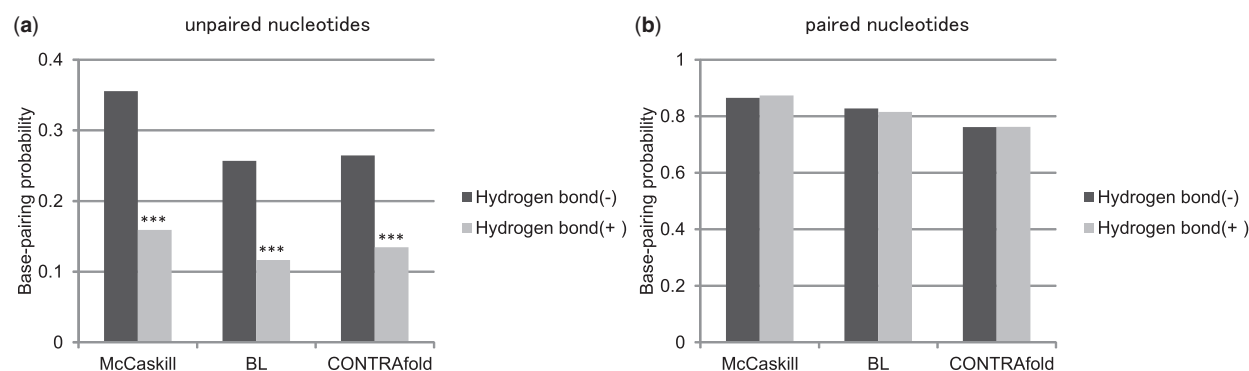 (a) unpaired nucleotides
0.4
0.3
0.2
0.1
0
Base-pairing probability
***
***
***
McCaskill BL CONTRAfold
Hydrogen bond(-)
Hydrogen bond(+ )
(b) paired nucleotides
1
0.8
0.6
0.4
0.2
0
Base-pairing probability
McCaskill BL CONTRAfold
Hydrogen bond(-)
Hydrogen bond(+ )